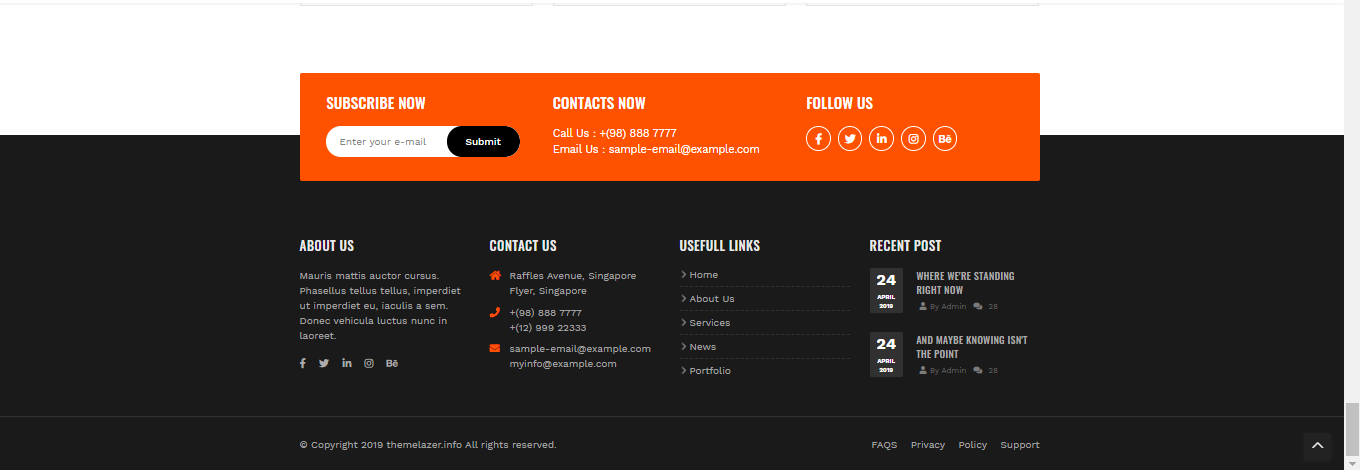 SUBSCRIBE NOW
Enter your e-mail
Submit
CONTACTS NOW
Call Us : +(98) 888 7777
Email Us : sample-email@example.com
FOLLOW US
ABOUT US
Mauris mattis auctor cursus.
Phasellus tellus tellus, imperdiet
ut imperdiet eu, iaculis a sem.
Donec vehicula luctus nunc in
laoreet.
CONTACT US
Raffles Avenue, Singapore
Flyer, Singapore
+(98) 888 7777
+(12) 999 22333
sample-email@example.com
myinfo@example.com
USEFULL LINKS
Home
About Us
Services
News
Portfolio
RECENT POST
24
APRIL
2019
WHERE WE'RE STANDING
RIGHT NOW
By Admin 28
24
APRIL
2019
AND MAYBE KNOWING ISN'T
THE POINT
By Admin 28
© Copyright 2019 themelazer.info All rights reserved.
FAQS Privacy Policy Support